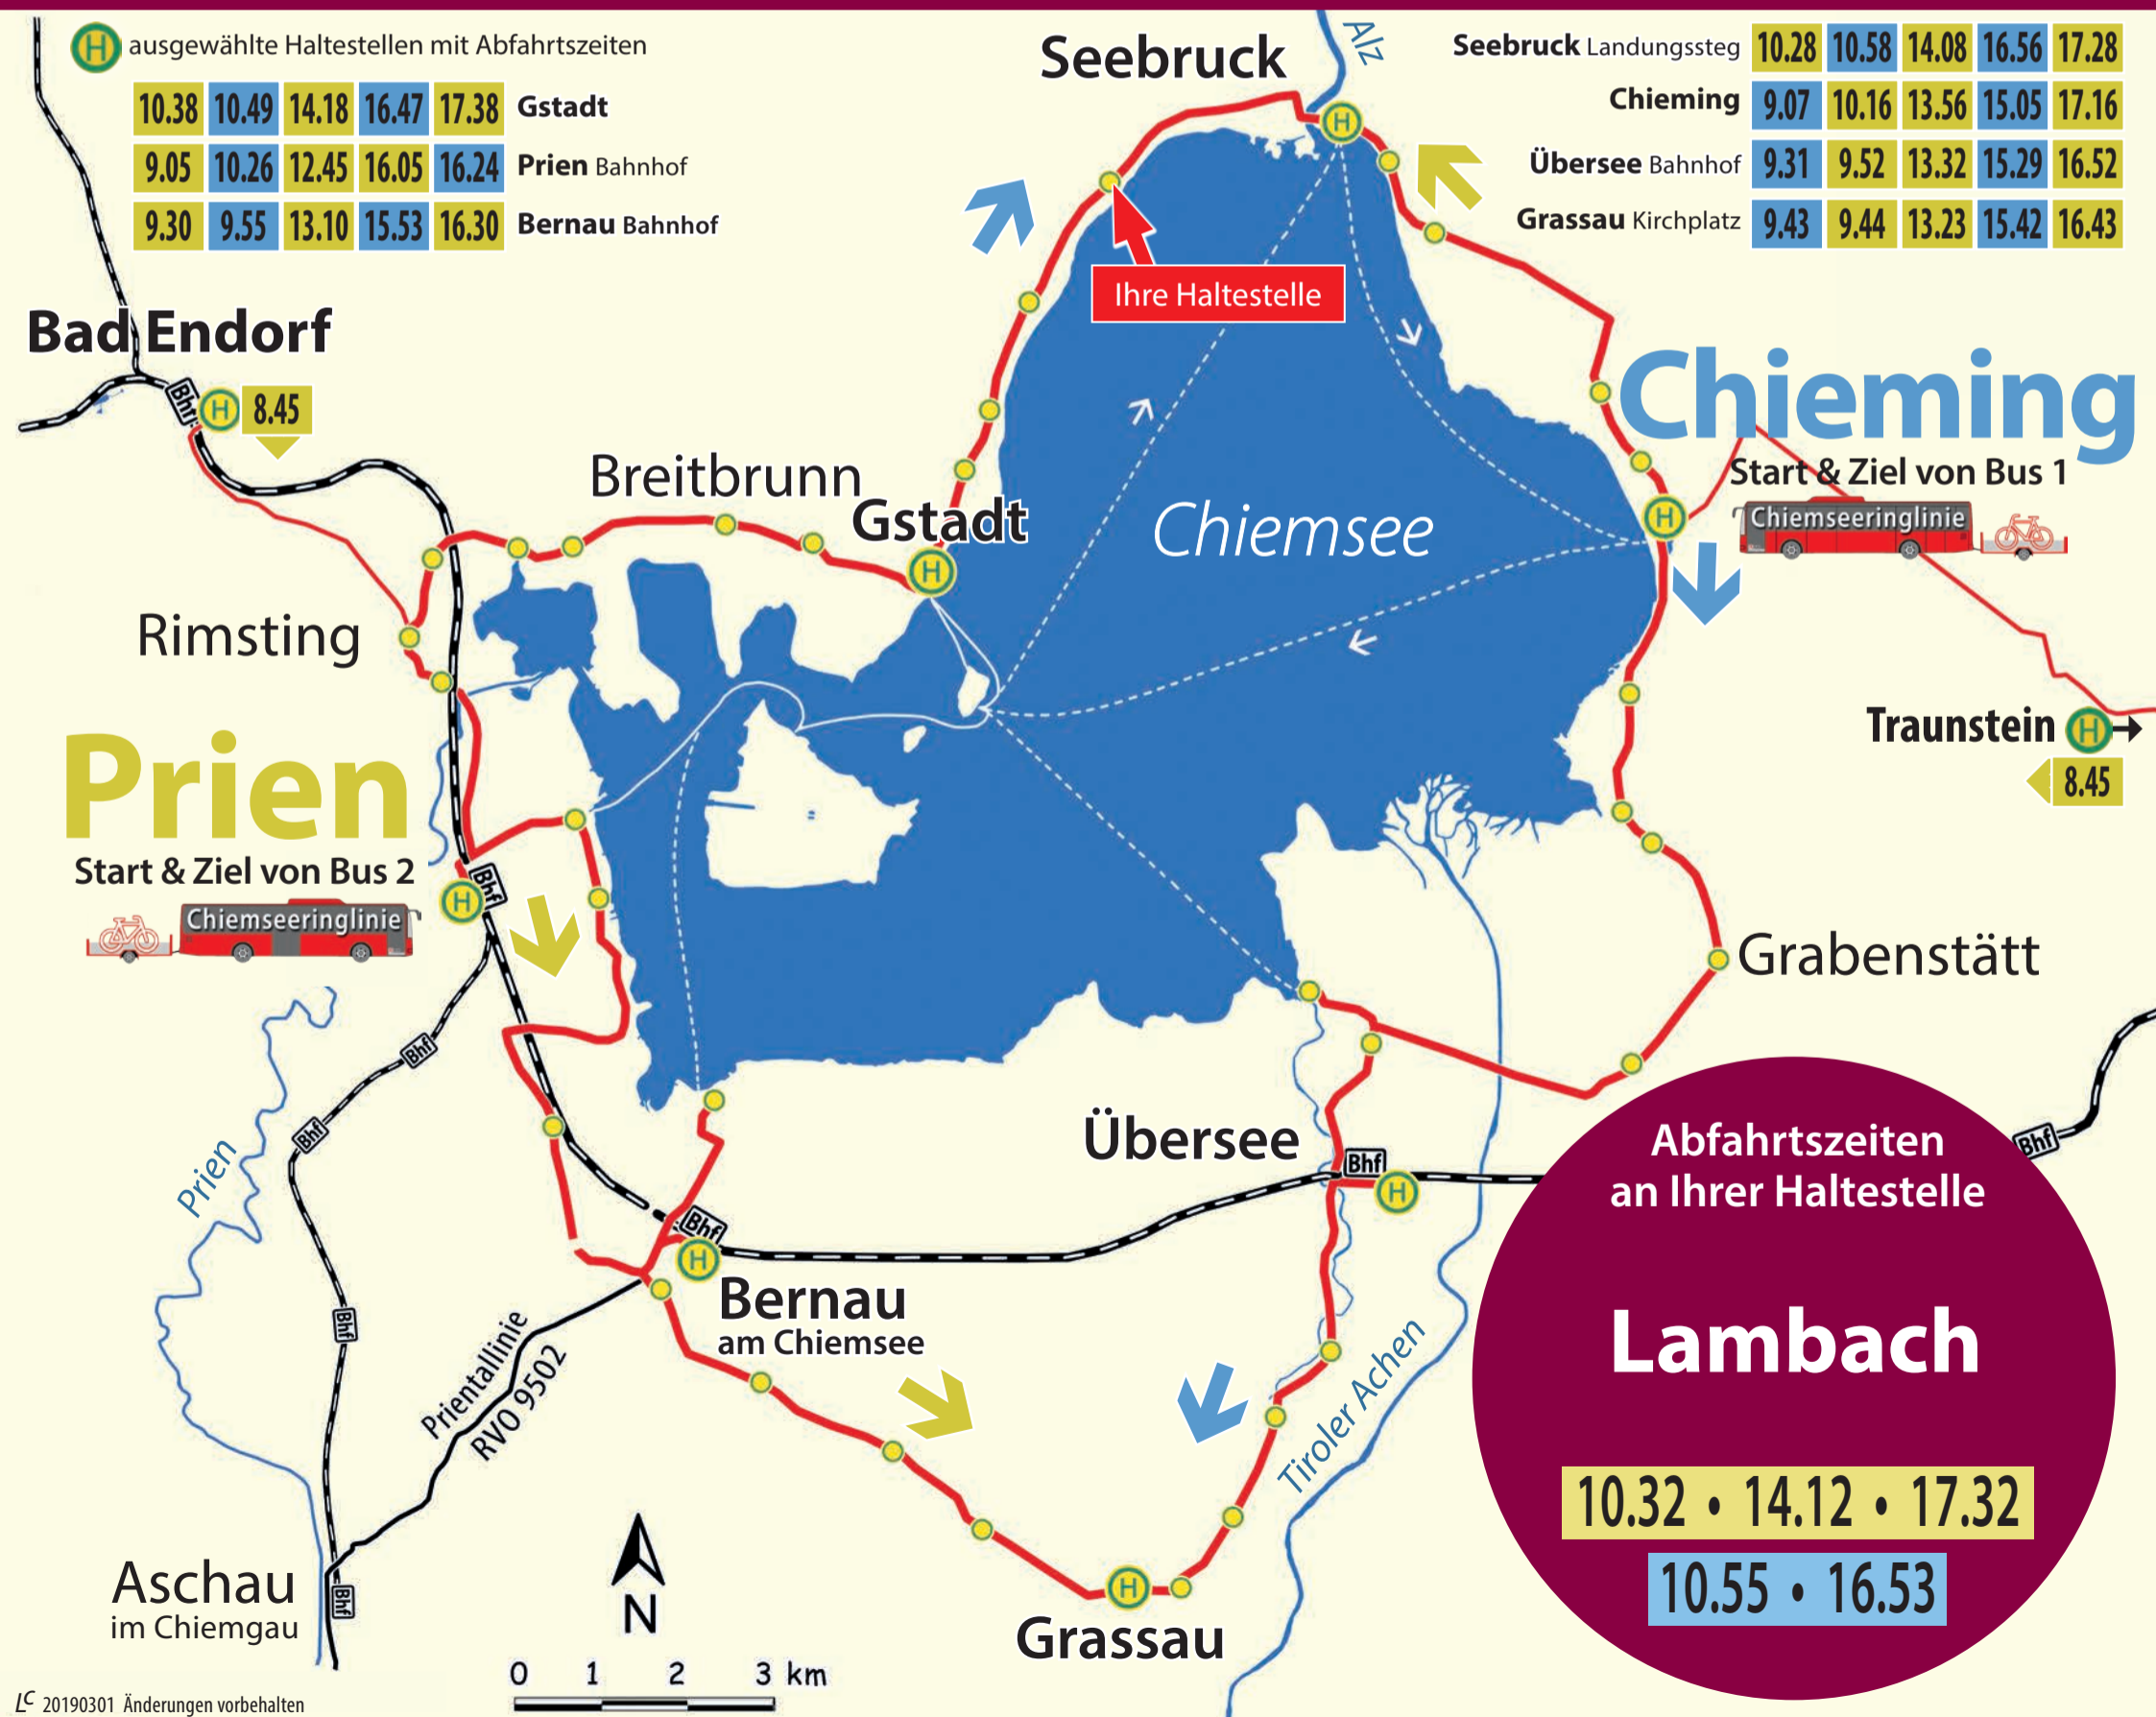 H ausgewählte Haltestellen mit Abfahrtszeiten
10.38 10.49 14.18 16.47 17.38 Gstadt
9.05 10.26 12.45 16.05 16.24 Prien Bahnhof
9.30 9.55 13.10 15.53 16.30 Bernau Bahnhof
Seebruck
Alz
Seebruck Landungssteg 10.28 10.58 14.08 16.56 17.28
Chieming 9.07 10.16 13.56 15.05 17.16
Übersee Bahnhof 9.31 9.52 13.32 15.29 16.52
Grassau Kirchplatz 9.43 9.44 13.23 15.42 16.43
H
Ihre Haltestelle
Bad Endorf
Bhf H 8.45
Chieming
Start & Ziel von Bus 1
H Chiemseeringlinie
Breitbrunn
Gstadt
H
Chiemsee
Rimsting
Traunstein H
8.45
Prien
Start & Ziel von Bus 2
Bhf
H
Chiemseeringlinie
Grabenstätt
Bhf
Bhf
Prien
Übersee
Bhf
H
Bhf
Bhf
H
Bernau
am Chiemsee
Bhf
Prientallinie
RVO 9502
Tiroler Achen
Abfahrtszeiten
an Ihrer Haltestelle
Lambach
10.32 • 14.12 • 17.32
10.55 • 16.53
Aschau
im Chiemgau
Bhf
N
H
Grassau
0 1 2 3 km
LC 20190301 Änderungen vorbehalten